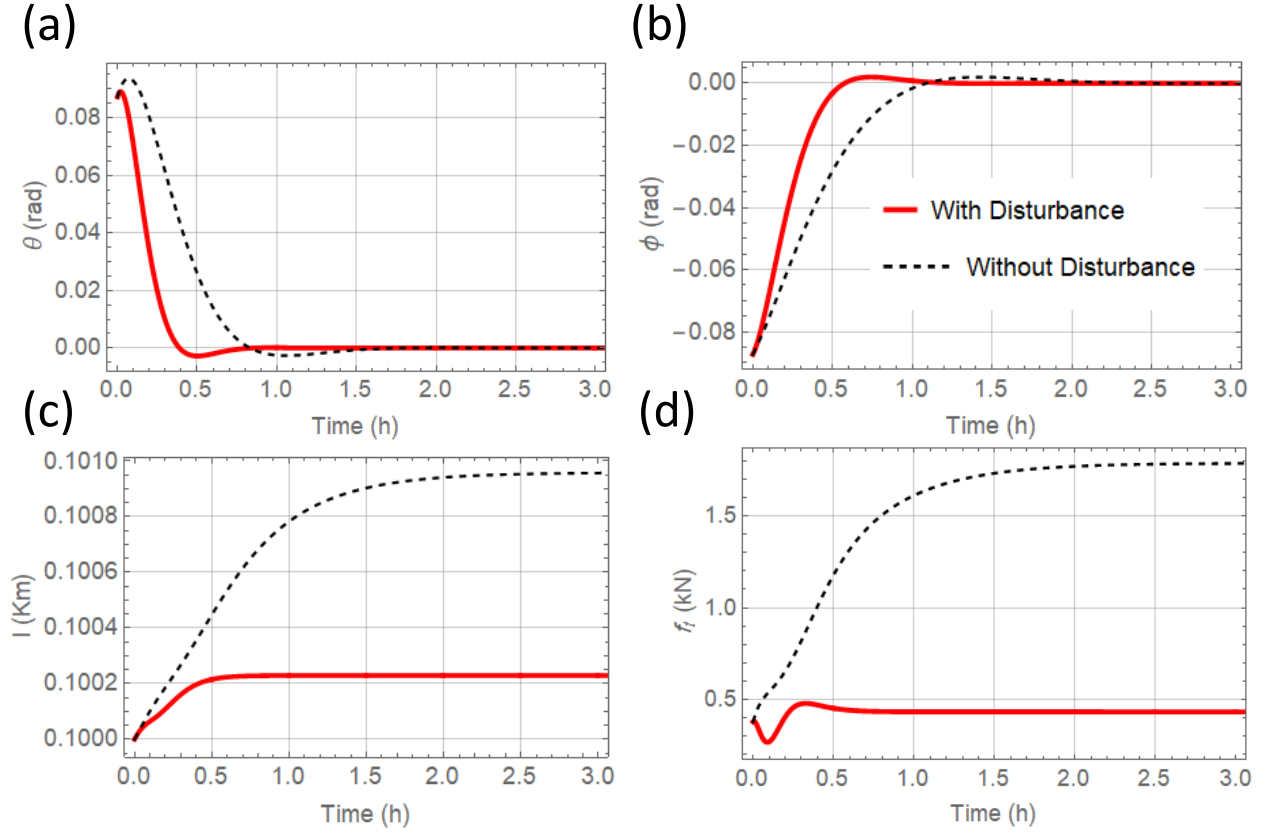 (a)
0.08
0.06
0.04
0.02
0.00
θ (rad)
0.0 0.5 1.0 1.5 2.0 2.5 3.0
Time (h)
(b)
0.00
−0.02
−0.04
−0.06
−0.08
ϕ (rad)
With Disturbance
Without Disturbance
0.0 0.5 1.0 1.5 2.0 2.5 3.0
Time (h)
(c)
0.1010
0.1008
0.1006
0.1004
0.1002
0.1000
l (Km)
0.0 0.5 1.0 1.5 2.0 2.5 3.0
Time (h)
(d)
1.5
1.0
0.5
fₜ (kN)
0.0 0.5 1.0 1.5 2.0 2.5 3.0
Time (h)